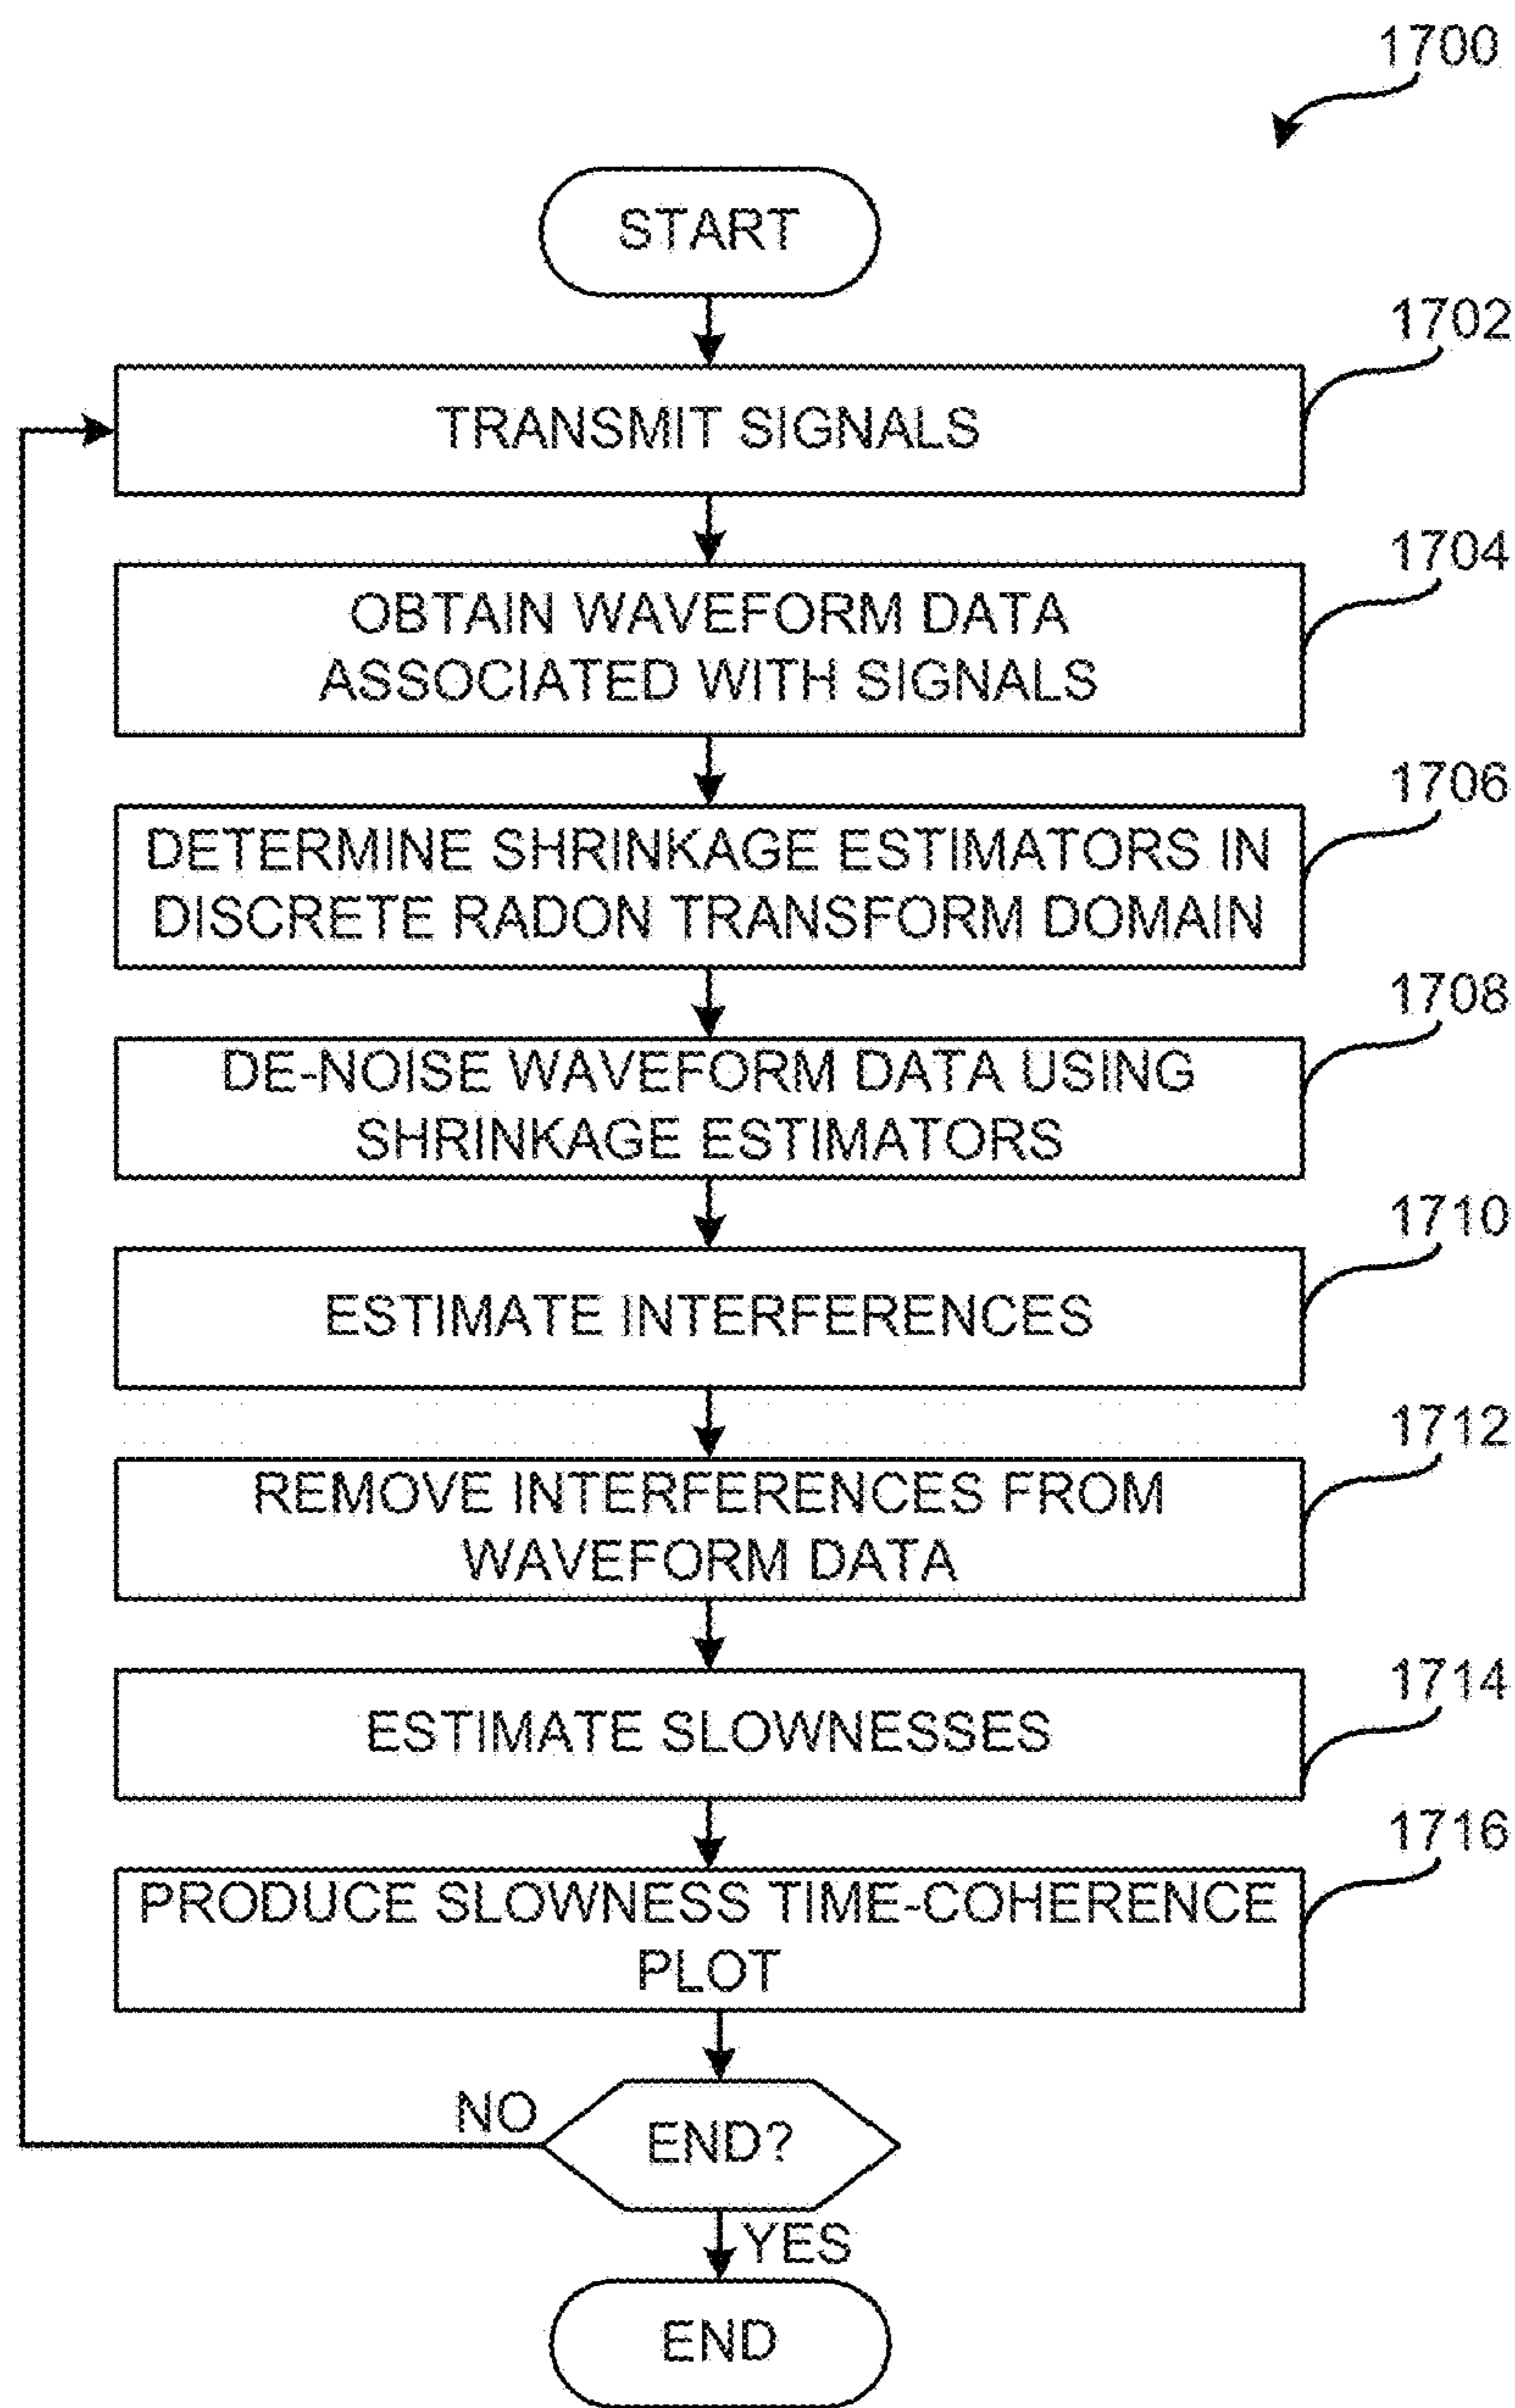 1700
START
1702
TRANSMIT SIGNALS
1704
OBTAIN WAVEFORM DATA
ASSOCIATED WITH SIGNALS
1706
DETERMINE SHRINKAGE ESTIMATORS IN
DISCRETE RADON TRANSFORM DOMAIN
1708
DE-NOISE WAVEFORM DATA USING
SHRINKAGE ESTIMATORS
1710
ESTIMATE INTERFERENCES
1712
REMOVE INTERFERENCES FROM
WAVEFORM DATA
1714
ESTIMATE SLOWNESSES
1716
PRODUCE SLOWNESS TIME-COHERENCE
PLOT
NO
END?
YES
END